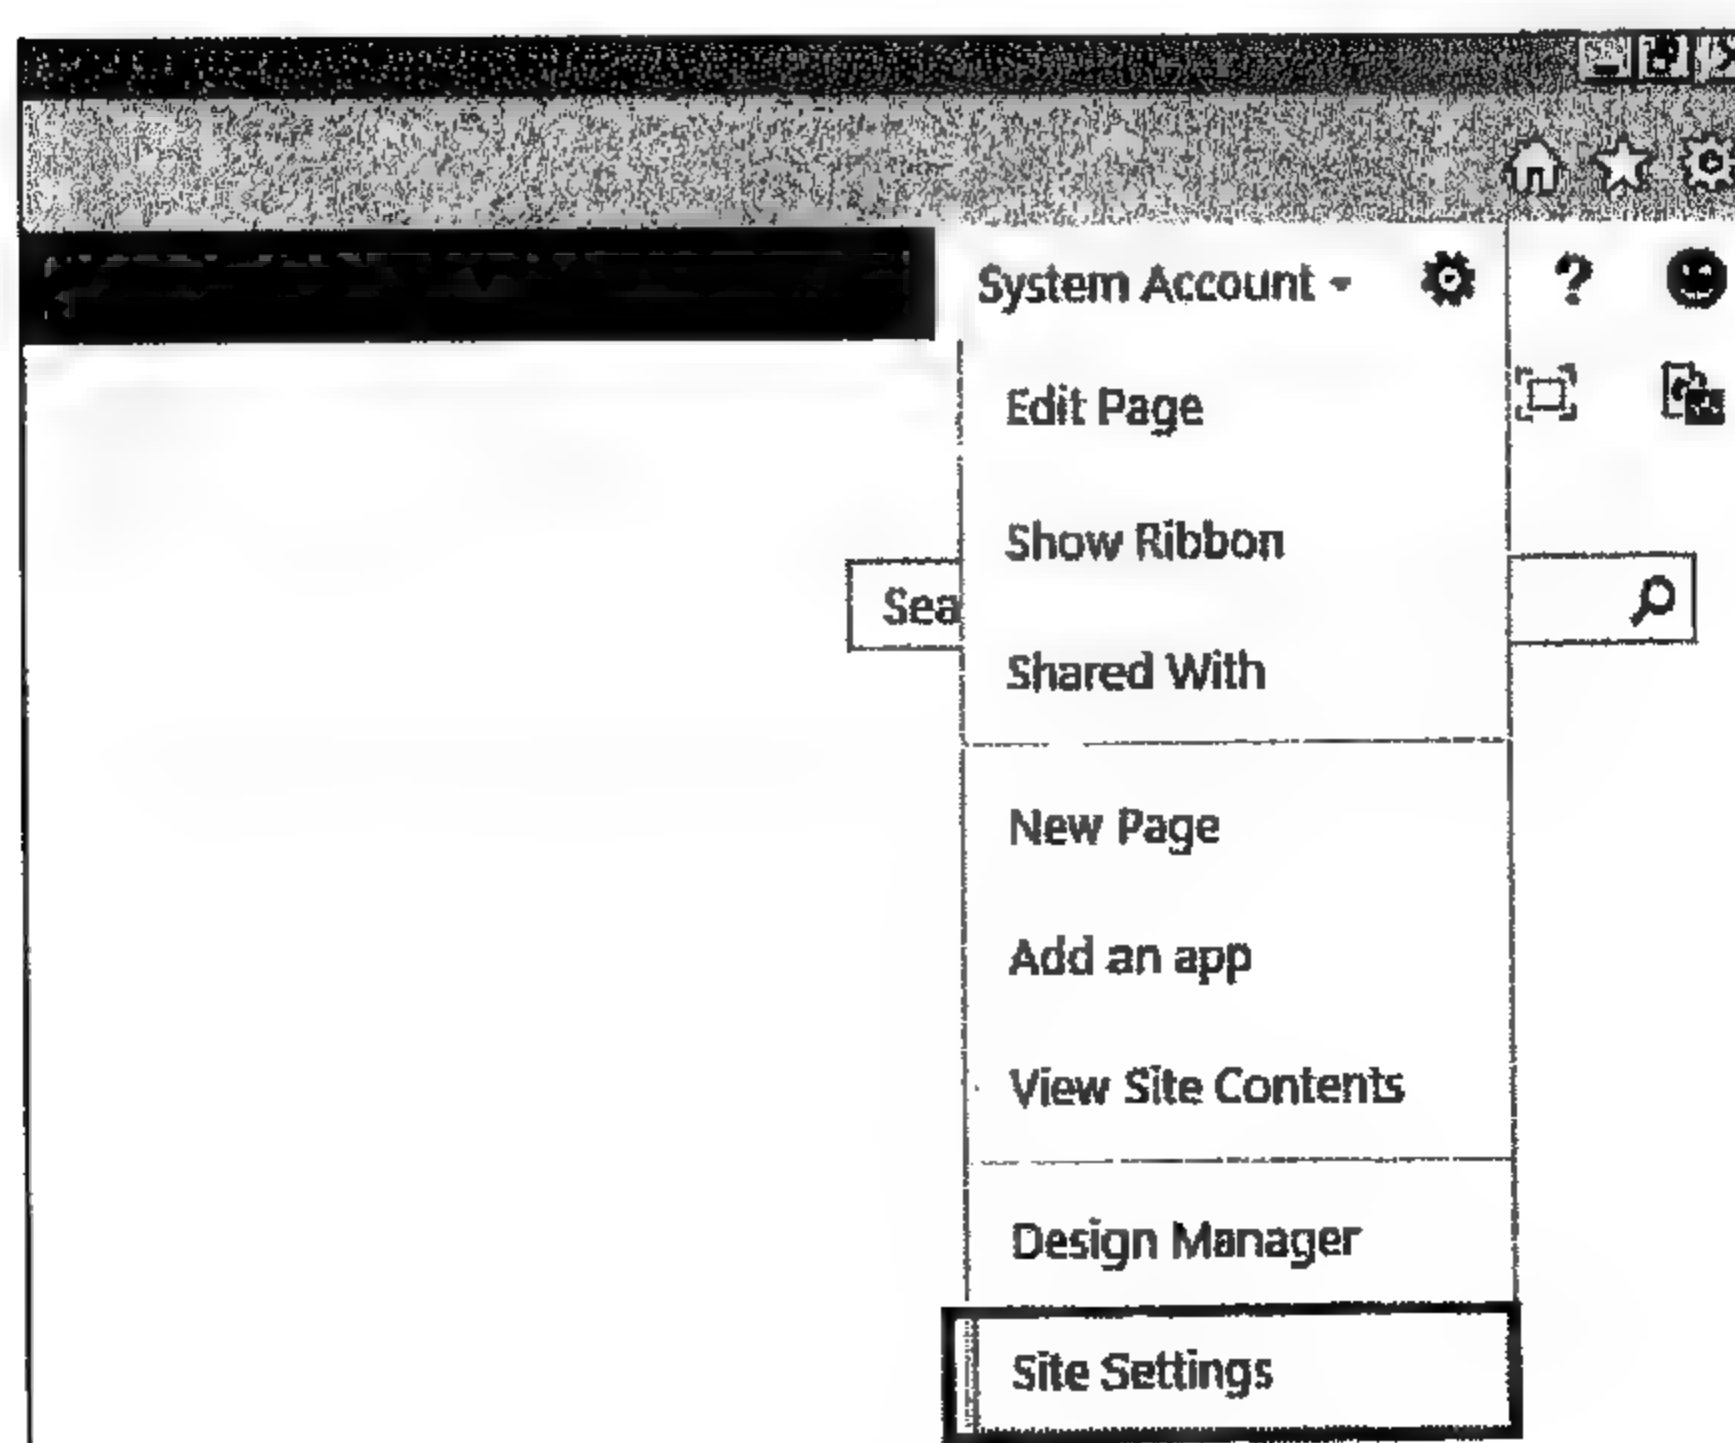 System Account
?
Edit Page
Show Ribbon
Sea
Shared With
New Page
Add an app
View Site Contents
Design Manager
Site Settings